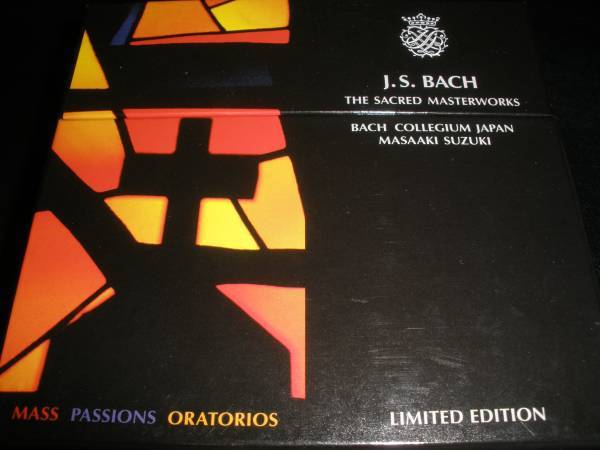 J.S. BACH
THE SACRED MASTERWORKS
BACH COLLEGIUM JAPAN
MASAAKI SUZUKI
MASS PASSIONS ORATORIOS
LIMITED EDITION